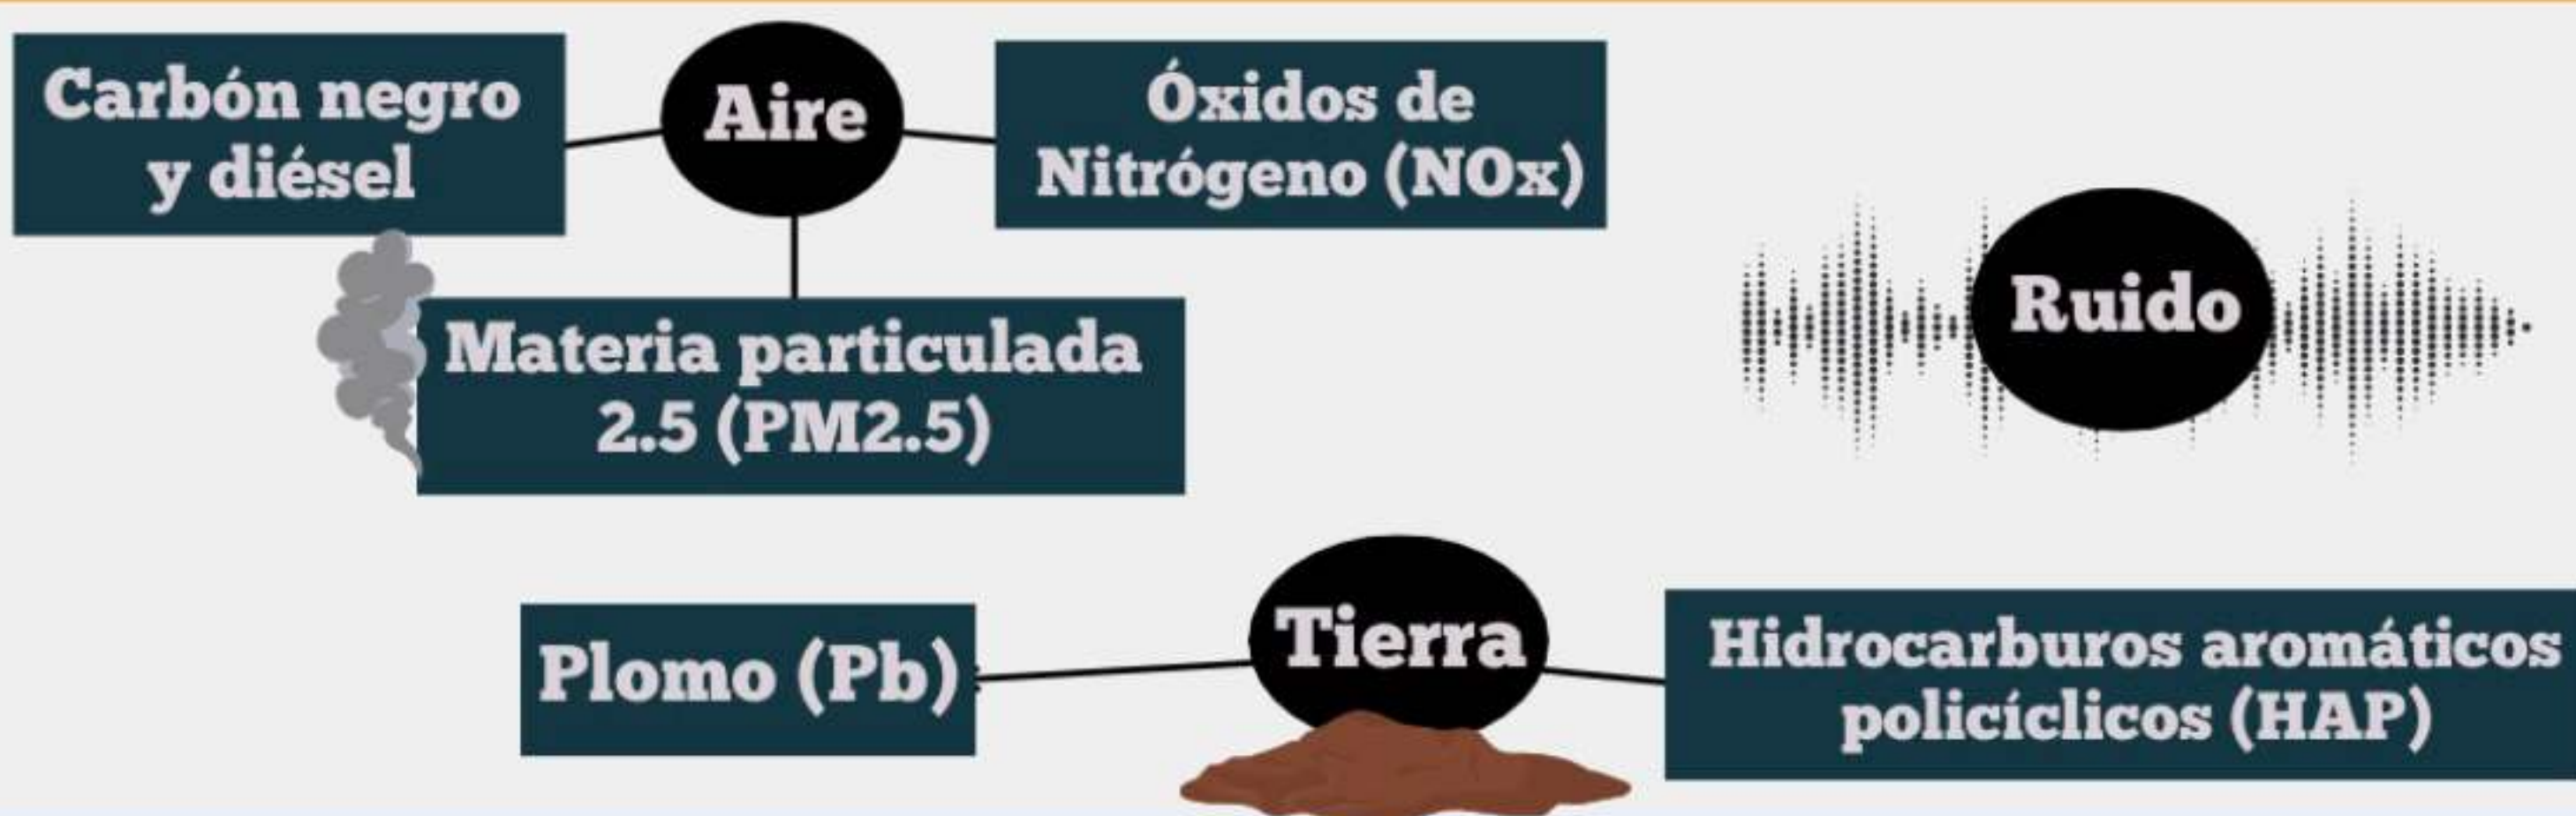 Carbón negro
y diésel
Aire
Óxidos de
Nitrógeno (NOx)
Materia particulada
2.5 (PM2.5)
Ruido
Plomo (Pb)
Tierra
Hidrocarburos aromáticos
policíclicos (HAP)